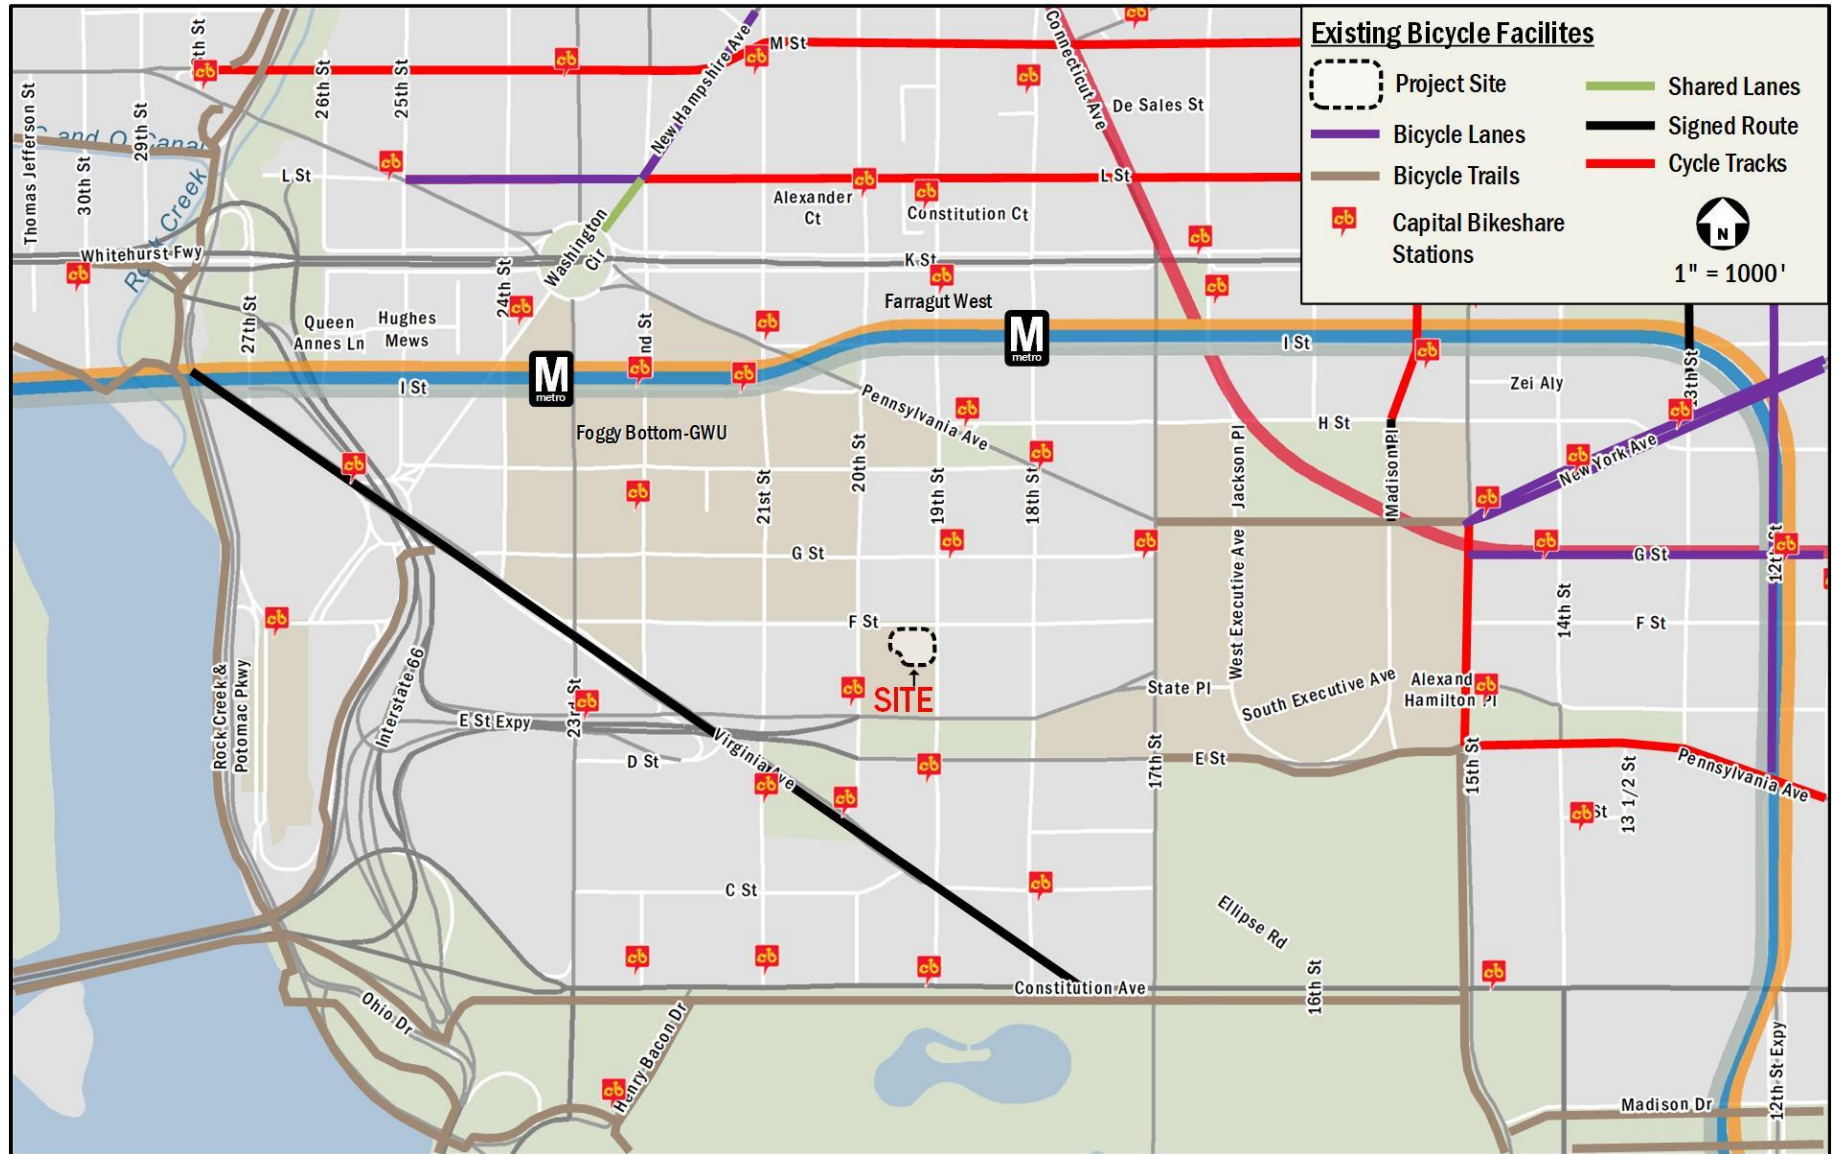 Existing Bicycle Facilites
Project Site
Shared Lanes
Bicycle Lanes
Signed Route
Bicycle Trails
Cycle Tracks
Capital Bikeshare
Stations
N
1" = 1000'
M St
New Hampshire Ave
Connecticut Ave
De Sales St
26th St
25th St
29th St
30th St
Thomas Jefferson St
C and O Canal
Rock Creek
L St
L St
Alexander
Ct
Constitution Ct
Washington
Cir
Whitehurst Fwy
K St
24th St
27th St
Queen
Annes Ln
Hughes
Mews
Farragut West
M
metro
M
metro
I St
I St
Foggy Bottom-GWU
Pennsylvania Ave
H St
Zei Aly
13th St
New York Ave
Jackson Pl
Madison Pl
21st St
20th St
19th St
18th St
G St
G St
12th St
West Executive Ave
F St
F St
14th St
SITE
State Pl
South Executive Ave
Hamilton Pl
Rock Creek &
Potomac Pkwy
Interstate 66
E St Expy
23rd St
D St
Virginia Ave
17th St
E St
15th St
13 1/2 St
Pennsylvania Ave
C St
Ellipse Rd
Constitution Ave
16th St
Ohio Dr
Henry Bacon Dr
Madison Dr
12th St Expy